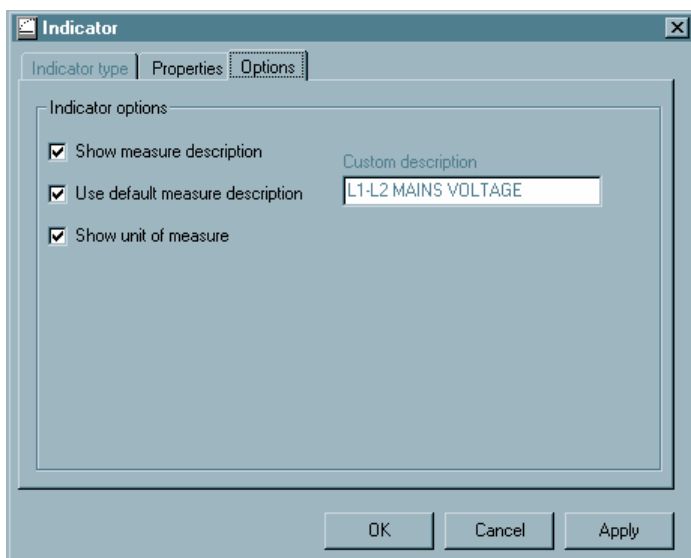 Indicator
Indicator type Properties Options
Indicator options
Show measure description
Custom description
Use default measure description
L1-L2 MAINS VOLTAGE
Show unit of measure
OK Cancel Apply